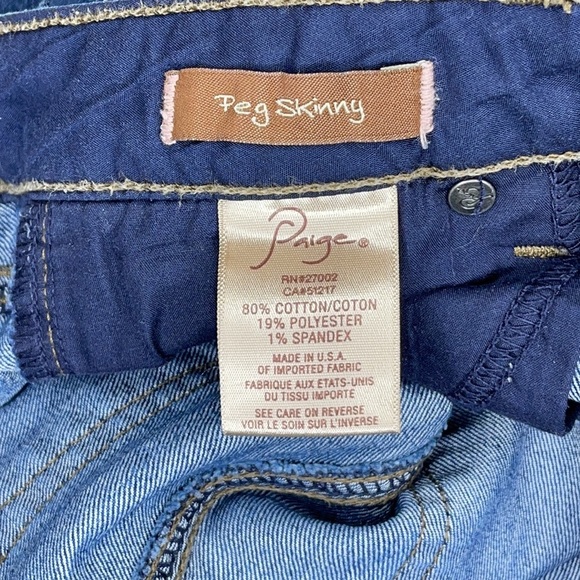 Peg Skinny
Paige®
RN#27002
CA#51217
80% COTTON/COTON
19% POLYESTER
1% SPANDEX
MADE IN U.S.A.
OF IMPORTED FABRIC
FABRIQUE AUX ETATS-UNIS
DU TISSU IMPORTE
SEE CARE ON REVERSE
VOIR LE SOIN SUR L'INVERSE